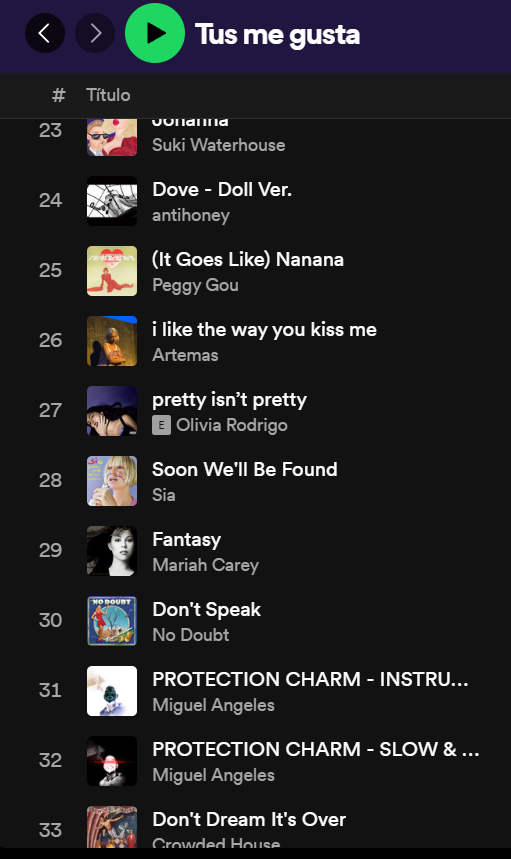 Tus me gusta
# Título
23 Johanna
Suki Waterhouse
24 Dove - Doll Ver.
antihoney
25 (It Goes Like) Nanana
Peggy Gou
26 i like the way you kiss me
Artemas
27 pretty isn’t pretty
E Olivia Rodrigo
28 Soon We'll Be Found
Sia
29 Fantasy
Mariah Carey
NO DOUBT
30 Don't Speak
No Doubt
31 PROTECTION CHARM - INSTRU...
Miguel Angeles
32 PROTECTION CHARM - SLOW & ...
Miguel Angeles
33 Don't Dream It's Over
Crowded House